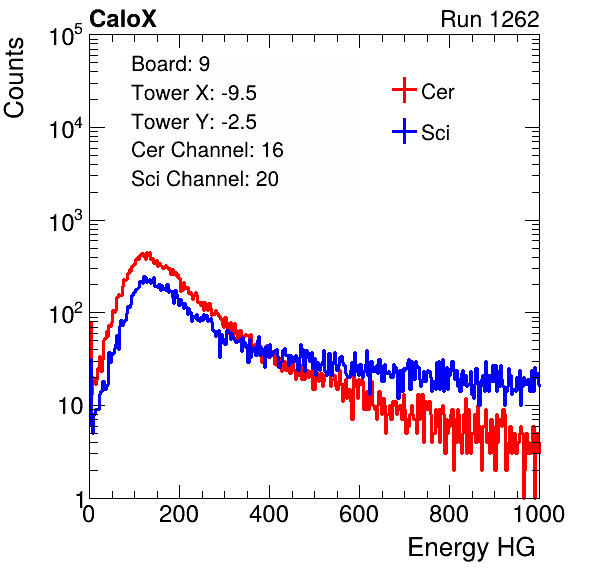 CaloX Run 1262
Counts
10^5
10^4
10^3
10^2
10
1
Board: 9
Tower X: -9.5
Tower Y: -2.5
Cer Channel: 16
Sci Channel: 20
Cer
Sci
0 200 400 600 800 1000
Energy HG